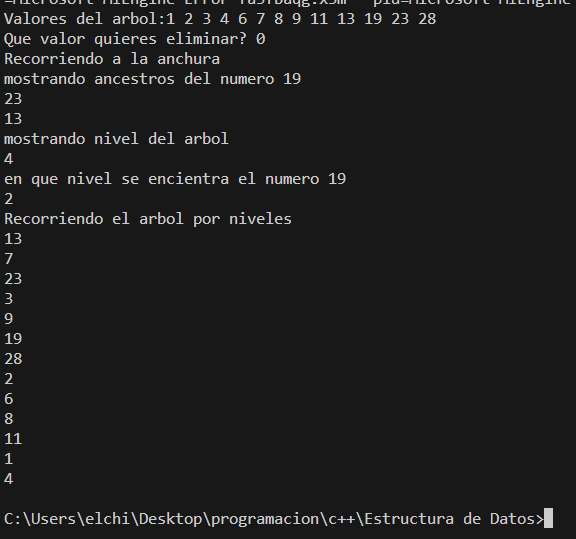 Valores del arbol:1 2 3 4 6 7 8 9 11 13 19 23 28
Que valor quieres eliminar? 0
Recorriendo a la anchura
mostrando ancestros del numero 19
23
13
mostrando nivel del arbol
4
en que nivel se encientra el numero 19
2
Recorriendo el arbol por niveles
13
7
23
3
9
19
28
2
6
8
11
1
4
C:\Users\elchi\Desktop\programacion\c++\Estructura de Datos>